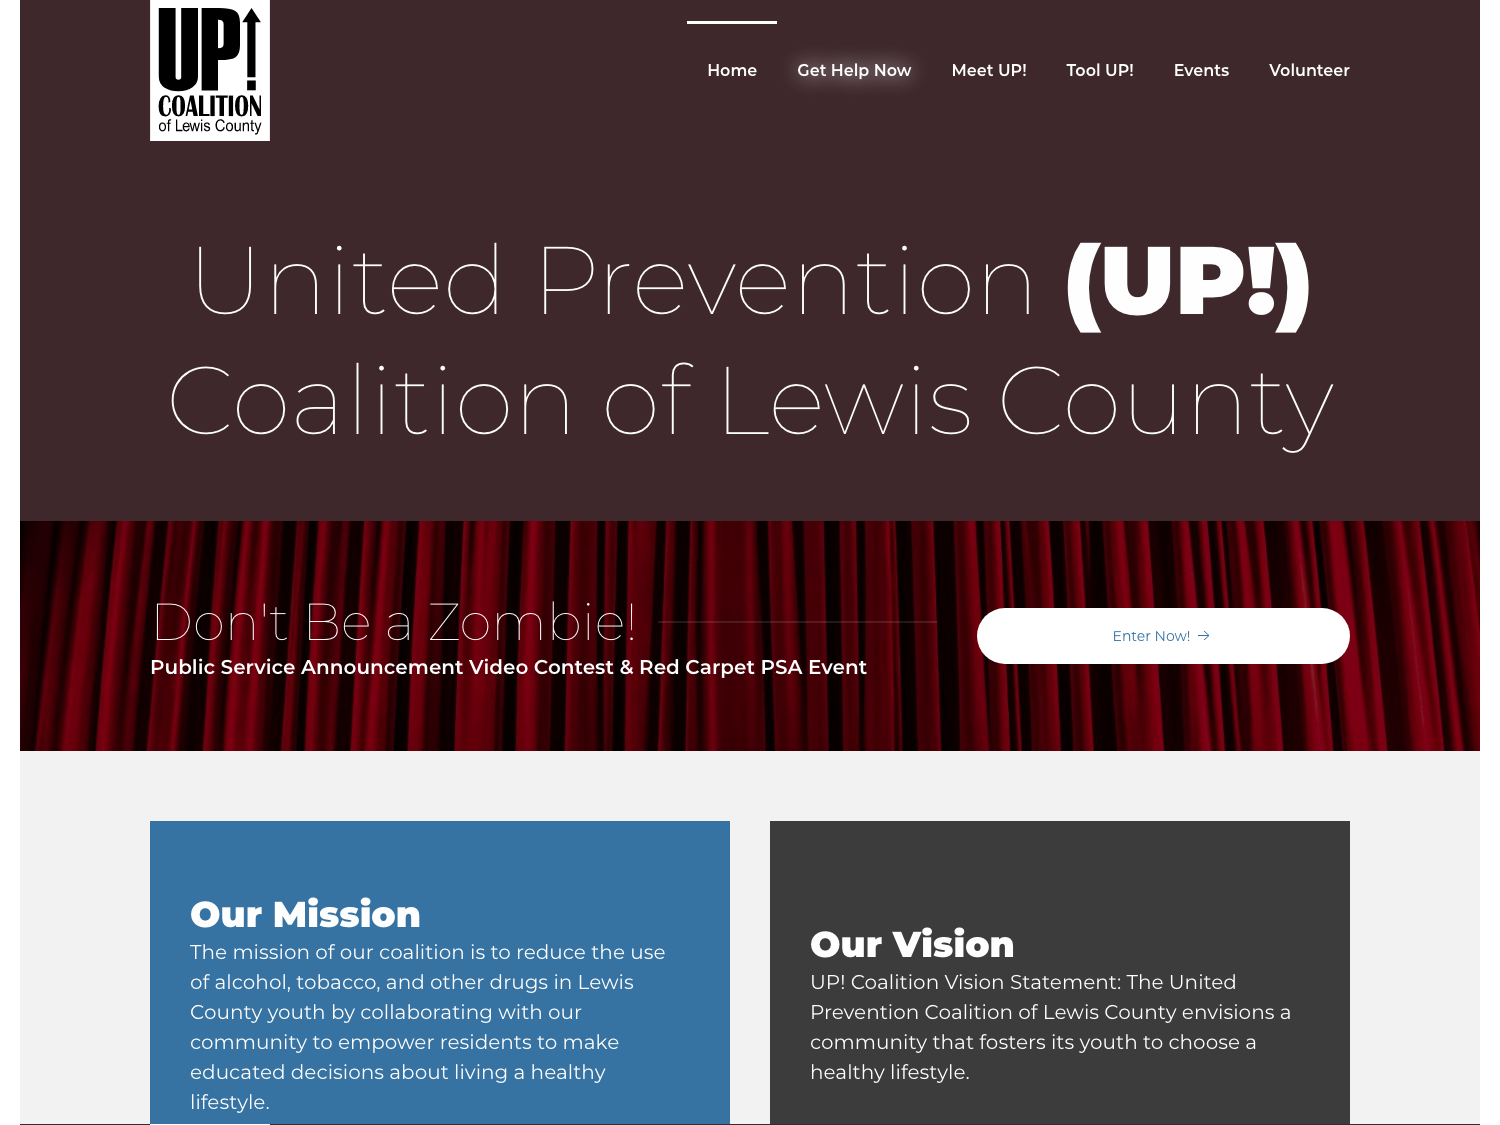 UP!
COALITION
of Lewis County
Home
Get Help Now
Meet UP!
Tool UP!
Events
Volunteer
United Prevention (UP!)
Coalition of Lewis County
Don't Be a Zombie!
Public Service Announcement Video Contest & Red Carpet PSA Event
Enter Now! →
Our Mission
The mission of our coalition is to reduce the use
of alcohol, tobacco, and other drugs in Lewis
County youth by collaborating with our
community to empower residents to make
educated decisions about living a healthy
lifestyle.
Our Vision
UP! Coalition Vision Statement: The United
Prevention Coalition of Lewis County envisions a
community that fosters its youth to choose a
healthy lifestyle.